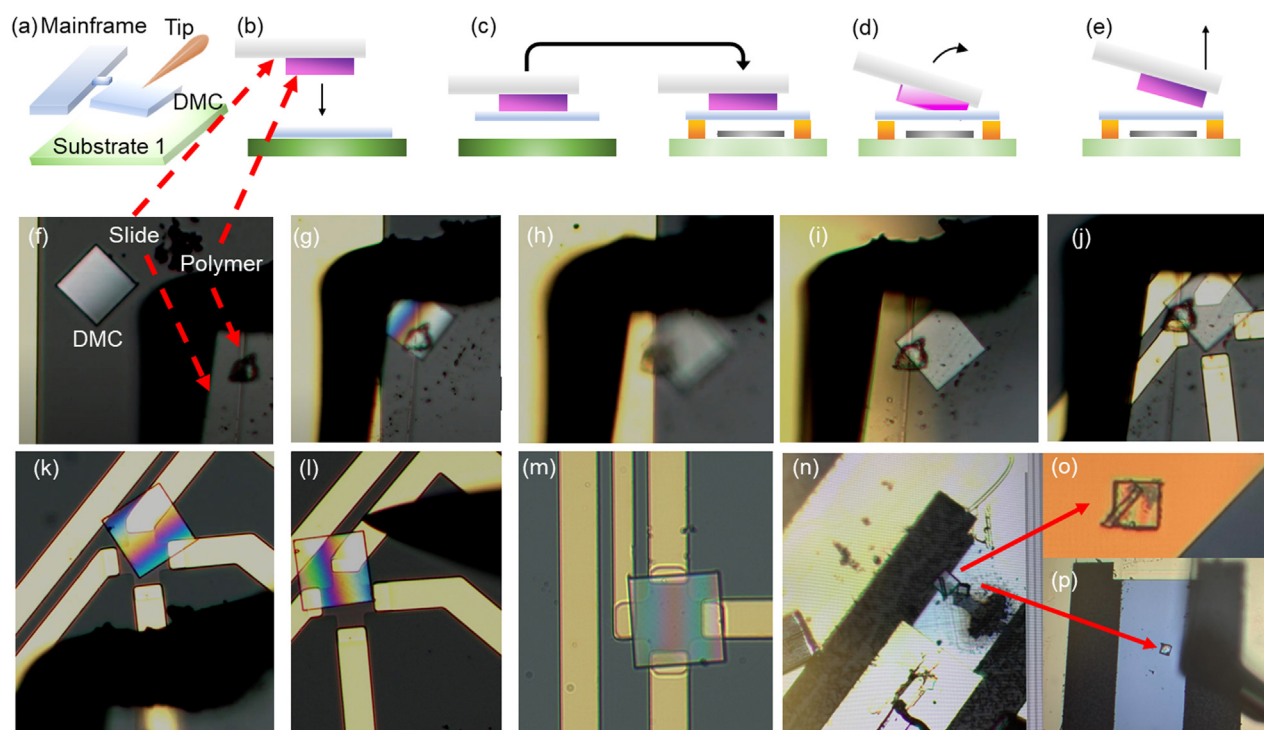 (a) Mainframe
Tip
DMC
Substrate 1
(b)
(c)
(d)
(e)
(f)
Slide
Polymer
DMC
(g)
(h)
(i)
(j)
(k)
(l)
(m)
(n)
(o)
(p)